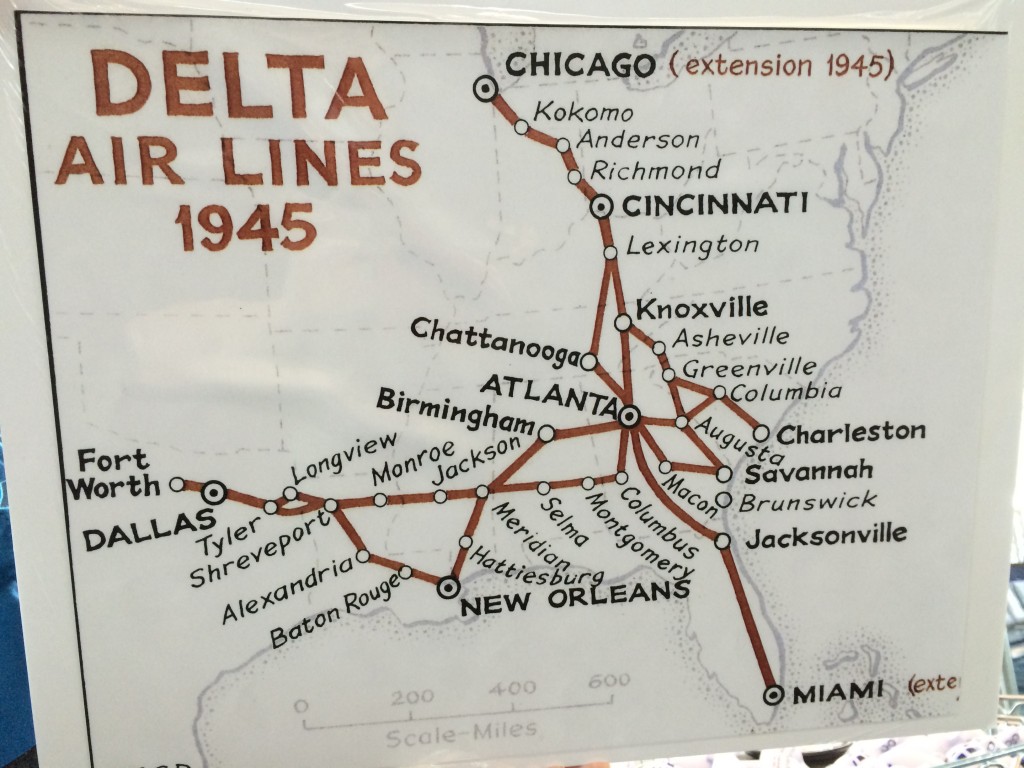 DELTA
AIR LINES
1945
CHICAGO (extension 1945)
Kokomo
Anderson
Richmond
CINCINNATI
Lexington
Knoxville
Asheville
Chattanooga
Greenville
Columbia
ATLANTA
Birmingham
Augusta
Charleston
Savannah
Macon
Brunswick
Jacksonville
Fort
Worth
DALLAS
Longview
Monroe
Jackson
Tyler
Shreveport
Alexandria
Baton Rouge
Meridian
Selma
Montgomery
Columbus
Hattiesburg
NEW ORLEANS
MIAMI (exte
0 200 400 600
Scale-Miles